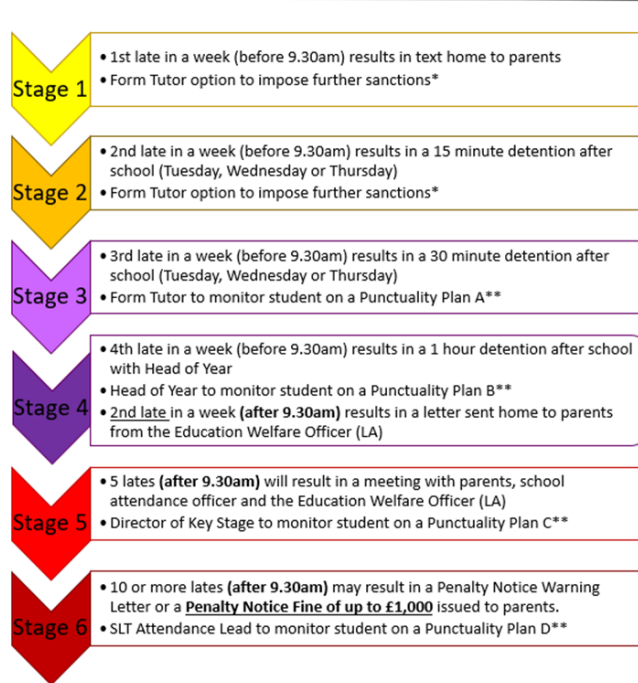 • 1st late in a week (before 9.30am) results in text home to parents
• Form Tutor option to impose further sanctions*
Stage 1
• 2nd late in a week (before 9.30am) results in a 15 minute detention after
school (Tuesday, Wednesday or Thursday)
• Form Tutor option to impose further sanctions*
Stage 2
• 3rd late in a week (before 9.30am) results in a 30 minute detention after
school (Tuesday, Wednesday or Thursday)
• Form Tutor to monitor student on a Punctuality Plan A**
Stage 3
• 4th late in a week (before 9.30am) results in a 1 hour detention after school
with Head of Year
• Head of Year to monitor student on a Punctuality Plan B**
• 2nd late in a week (after 9.30am) results in a letter sent home to parents
from the Education Welfare Officer (LA)
Stage 4
• 5 lates (after 9.30am) will result in a meeting with parents, school
attendance officer and the Education Welfare Officer (LA)
• Director of Key Stage to monitor student on a Punctuality Plan C**
Stage 5
• 10 or more lates (after 9.30am) may result in a Penalty Notice Warning
Letter or a Penalty Notice Fine of up to £1,000 issued to parents.
• SLT Attendance Lead to monitor student on a Punctuality Plan D**
Stage 6